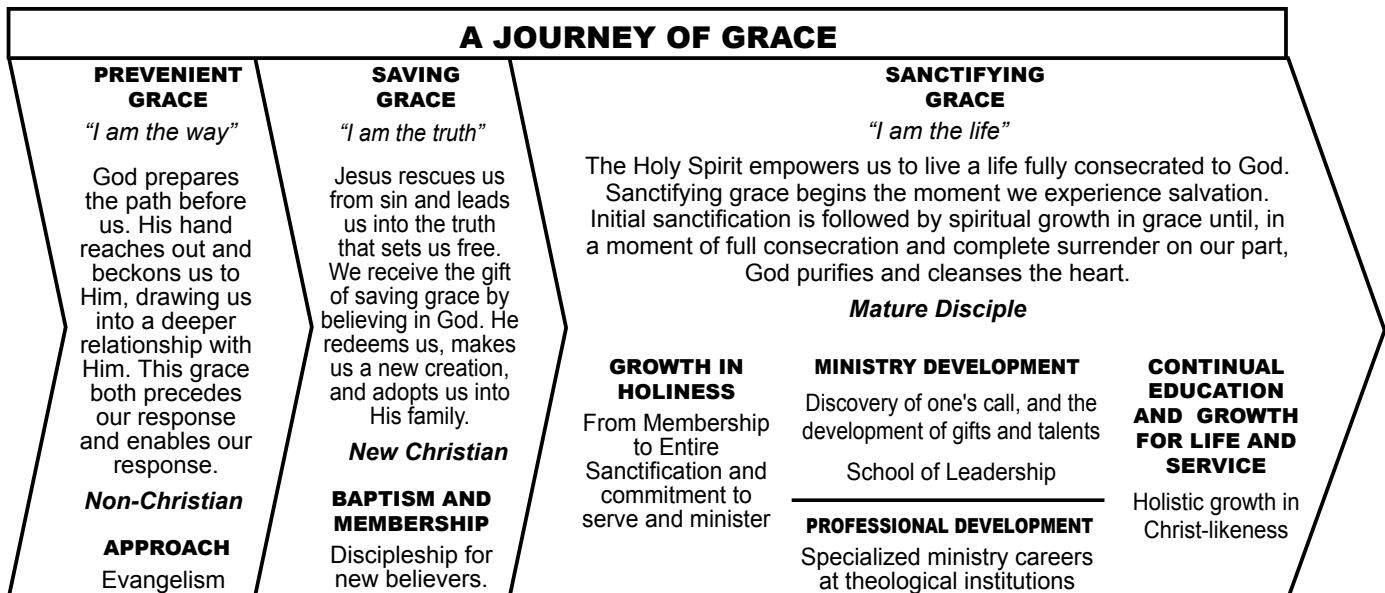 A JOURNEY OF GRACE
PREVENIENT
GRACE
“I am the way”
God prepares
the path before
us. His hand
reaches out and
beckons us to
Him, drawing us
into a deeper
relationship with
Him. This grace
both precedes
our response
and enables our
response.
Non-Christian
APPROACH
Evangelism
SAVING
GRACE
“I am the truth”
Jesus rescues us
from sin and leads
us into the truth
that sets us free.
We receive the gift
of saving grace by
believing in God. He
redeems us, makes
us a new creation,
and adopts us into
His family.
New Christian
BAPTISM AND
MEMBERSHIP
Discipleship for
new believers.
SANCTIFYING
GRACE
“I am the life”
The Holy Spirit empowers us to live a life fully consecrated to God.
Sanctifying grace begins the moment we experience salvation.
Initial sanctification is followed by spiritual growth in grace until, in
a moment of full consecration and complete surrender on our part,
God purifies and cleanses the heart.
Mature Disciple
GROWTH IN
HOLINESS
From Membership
to Entire
Sanctification and
commitment to
serve and minister
MINISTRY DEVELOPMENT
Discovery of one's call, and the
development of gifts and talents
School of Leadership
PROFESSIONAL DEVELOPMENT
Specialized ministry careers
at theological institutions
CONTINUAL
EDUCATION
AND GROWTH
FOR LIFE AND
SERVICE
Holistic growth in
Christ-likeness